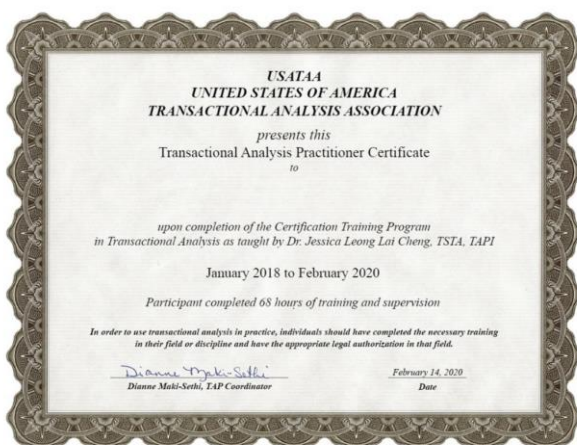 USATAA
UNITED STATES OF AMERICA
TRANSACTIONAL ANALYSIS ASSOCIATION
presents this
Transactional Analysis Practitioner Certificate
to
upon completion of the Certification Training Program
in Transactional Analysis as taught by Dr. Jessica Leong Lai Cheng, TSTA, TAPI
January 2018 to February 2020
Participant completed 68 hours of training and supervision
In order to use transactional analysis in practice, individuals should have completed the necessary training
in their field or discipline and have the appropriate legal authorization in that field.
Dianne Maki-Sethi
February 14, 2020
Dianne Maki-Sethi, TAP Coordinator
Date